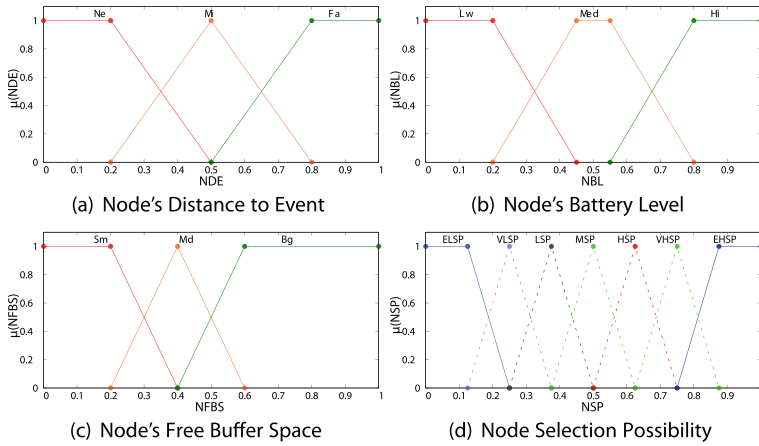 Ne Mi Fa
1
0.8
0.6
0.4
0.2
0
μ(NDE)
0 0.1 0.2 0.3 0.4 0.5 0.6 0.7 0.8 0.9 1
NDE
(a) Node's Distance to Event
Lw Med Hi
1
0.8
0.6
0.4
0.2
0
μ(NBL)
0 0.1 0.2 0.3 0.4 0.5 0.6 0.7 0.8 0.9
NBL
(b) Node's Battery Level
Sm Md Bg
1
0.8
0.6
0.4
0.2
0
μ(NFBS)
0 0.1 0.2 0.3 0.4 0.5 0.6 0.7 0.8 0.9 1
NFBS
(c) Node's Free Buffer Space
ELSP VLSP LSP MSP HSP VHSP EHSP
1
0.8
0.6
0.4
0.2
0
μ(NSP)
0 0.1 0.2 0.3 0.4 0.5 0.6 0.7 0.8 0.9
NSP
(d) Node Selection Possibility